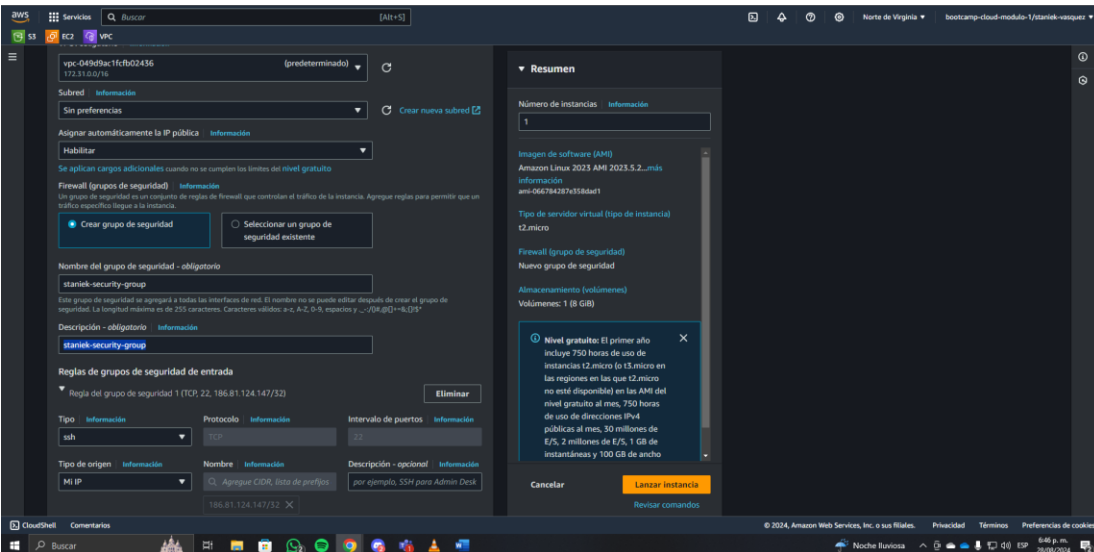 aws
Servicios
Buscar
[Alt+S]
Norte de Virginia
bootcamp-cloud-modulo-1/staniek-vasquez
S3
EC2
VPC
vpc-049d9ac1fcfb02436
(predeterminado)
172.31.0.0/16
Subred Información
Sin preferencias
Crear nueva subred
Asignar automáticamente la IP pública Información
Habilitar
Se aplican cargos adicionales cuando no se cumplen los límites del nivel gratuito
Firewall (grupos de seguridad) Información
Un grupo de seguridad es un conjunto de reglas de firewall que controlan el tráfico de la instancia. Agregue reglas para permitir que un
tráfico específico llegue a la instancia.
Crear grupo de seguridad
Seleccionar un grupo de
seguridad existente
Nombre del grupo de seguridad - obligatorio
staniek-security-group
Este grupo de seguridad se agregará a todas las interfaces de red. El nombre no se puede editar después de crear el grupo de
seguridad. La longitud máxima es de 255 caracteres. Caracteres válidos: a-z, A-Z, 0-9, espacios y ._-:/()#,@[]+=&;{}!$*
Descripción - obligatorio Información
staniek-security-group
Reglas de grupos de seguridad de entrada
Regla del grupo de seguridad 1 (TCP, 22, 186.81.124.147/32)
Eliminar
Tipo Información
Protocolo Información
Intervalo de puertos Información
ssh
TCP
22
Tipo de origen Información
Nombre Información
Descripción - opcional Información
Mi IP
Agregue CIDR, lista de prefijos
por ejemplo, SSH para Admin Desk
186.81.124.147/32
Resumen
Número de instancias Información
1
Imagen de software (AMI)
Amazon Linux 2023 AMI 2023.5.2...más
información
ami-066784287e358dad1
Tipo de servidor virtual (tipo de instancia)
t2.micro
Firewall (grupo de seguridad)
Nuevo grupo de seguridad
Almacenamiento (volúmenes)
Volúmenes: 1 (8 GiB)
Nivel gratuito: El primer año
incluye 750 horas de uso de
instancias t2.micro (o t3.micro en
las regiones en las que t2.micro
no esté disponible) en las AMI del
nivel gratuito al mes, 750 horas
de uso de direcciones IPv4
públicas al mes, 30 millones de
E/S, 2 millones de E/S, 1 GB de
instantáneas y 100 GB de ancho
Cancelar
Lanzar instancia
Revisar comandos
CloudShell
Comentarios
© 2024, Amazon Web Services, Inc. o sus filiales.
Privacidad
Términos
Preferencias de cookies
Buscar
Noche lluviosa
ESP
6:46 p. m.
28/08/2024